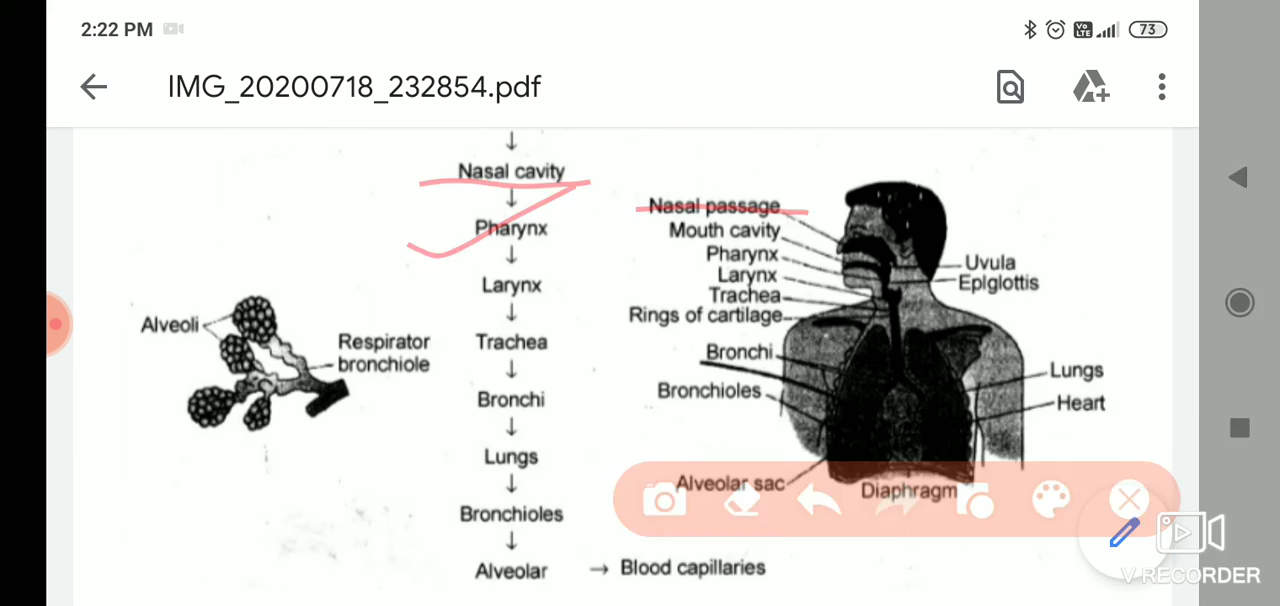 2:22 PM
Vo LTE
73
IMG_20200718_232854.pdf
Nasal cavity
Pharynx
Larynx
Trachea
Bronchi
Lungs
Bronchioles
Alveolar → Blood capillaries
Alveoli
Respirator
bronchiole
Nasal passage
Mouth cavity
Pharynx
Larynx
Trachea
Rings of cartilage
Bronchi
Bronchioles
Alveolar sac
Diaphragm
Uvula
Epiglottis
Lungs
Heart
V RECORDER